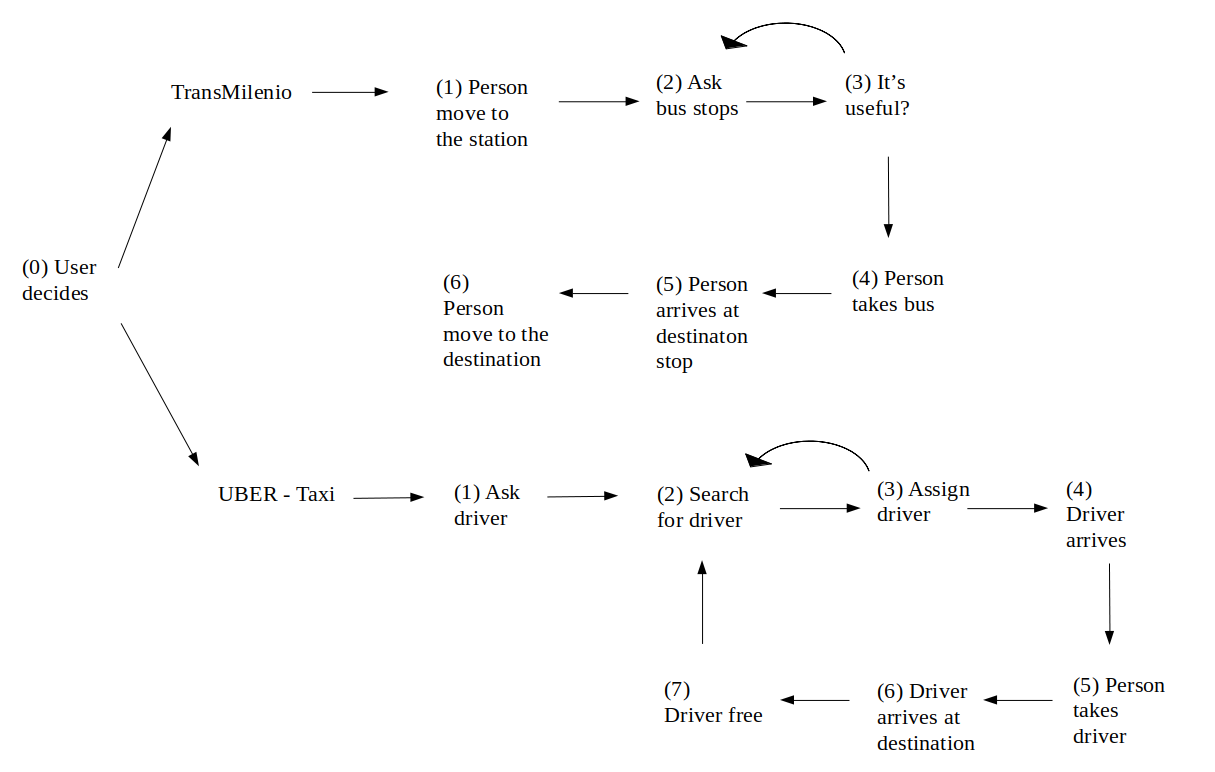 TransMilenio
(1) Person
move to
the station
(2) Ask
bus stops
(3) It’s
useful?
(0) User
decides
(6)
Person
move to the
destination
(5) Person
arrives at
destinaton
stop
(4) Person
takes bus
UBER - Taxi
(1) Ask
driver
(2) Search
for driver
(3) Assign
driver
(4)
Driver
arrives
(7)
Driver free
(6) Driver
arrives at
destination
(5) Person
takes
driver